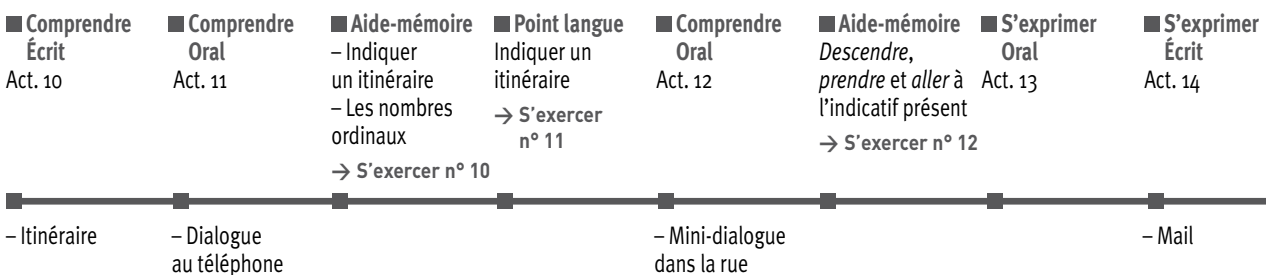 Comprendre
Écrit
Act. 10
Comprendre
Oral
Act. 11
Aide-mémoire
– Indiquer
un itinéraire
– Les nombres
ordinaux
→ S’exercer n° 10
Point langue
Indiquer un
itinéraire
→ S’exercer
n° 11
Comprendre
Oral
Act. 12
Aide-mémoire
Descendre,
prendre et aller à
l’indicatif présent
→ S’exercer n° 12
S’exprimer
Oral
Act. 13
S’exprimer
Écrit
Act. 14
– Itinéraire
– Dialogue
au téléphone
– Mini-dialogue
dans la rue
– Mail